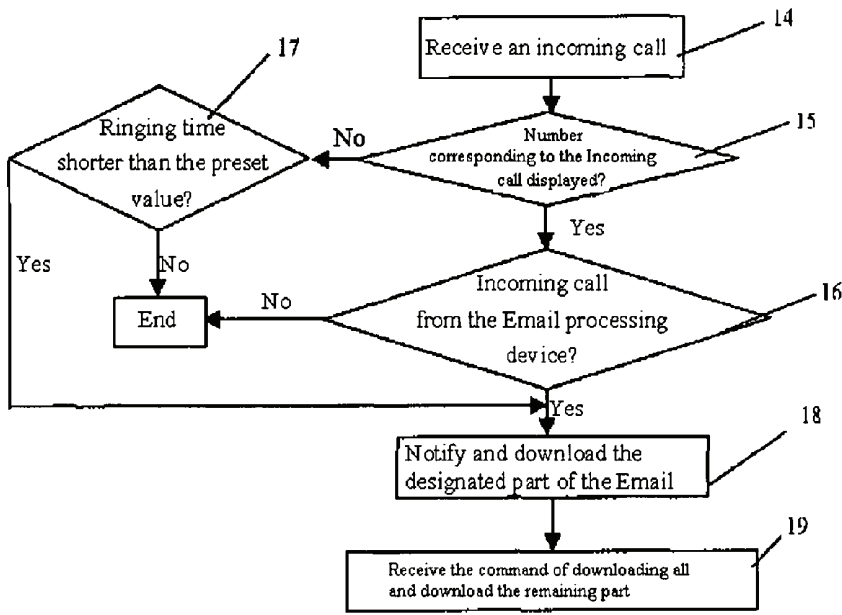 14
Receive an incoming call
17
15
Ringing time
shorter than the preset
value?
No
Number
corresponding to the Incoming
call displayed?
Yes
Yes
No
No
Incoming call
from the Email processing
device?
16
End
Yes
18
Notify and download the
designated part of the Email
19
Receive the command of downloading all
and download the remaining part